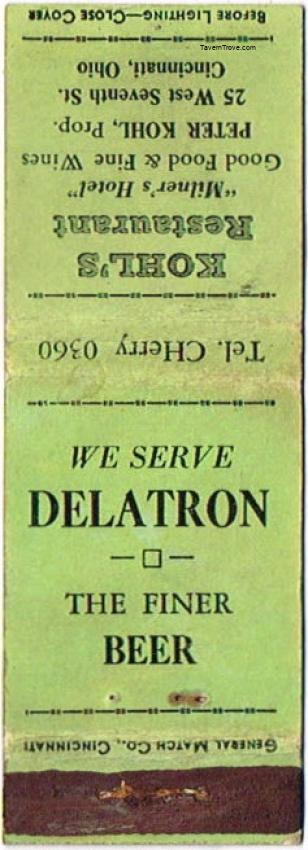 KOHL'S
Restaurant
"Milner's Hotel"
Good Food & Fine Wines
PETER KOHL, Prop.
25 West Seventh St.
Cincinnati, Ohio
TavernTrove.com
BEFORE LIGHTING—CLOSE COVER
Tel. CHerry 0360
WE SERVE
DELATRON
THE FINER
BEER
GENERAL MATCH CO., CINCINNATI